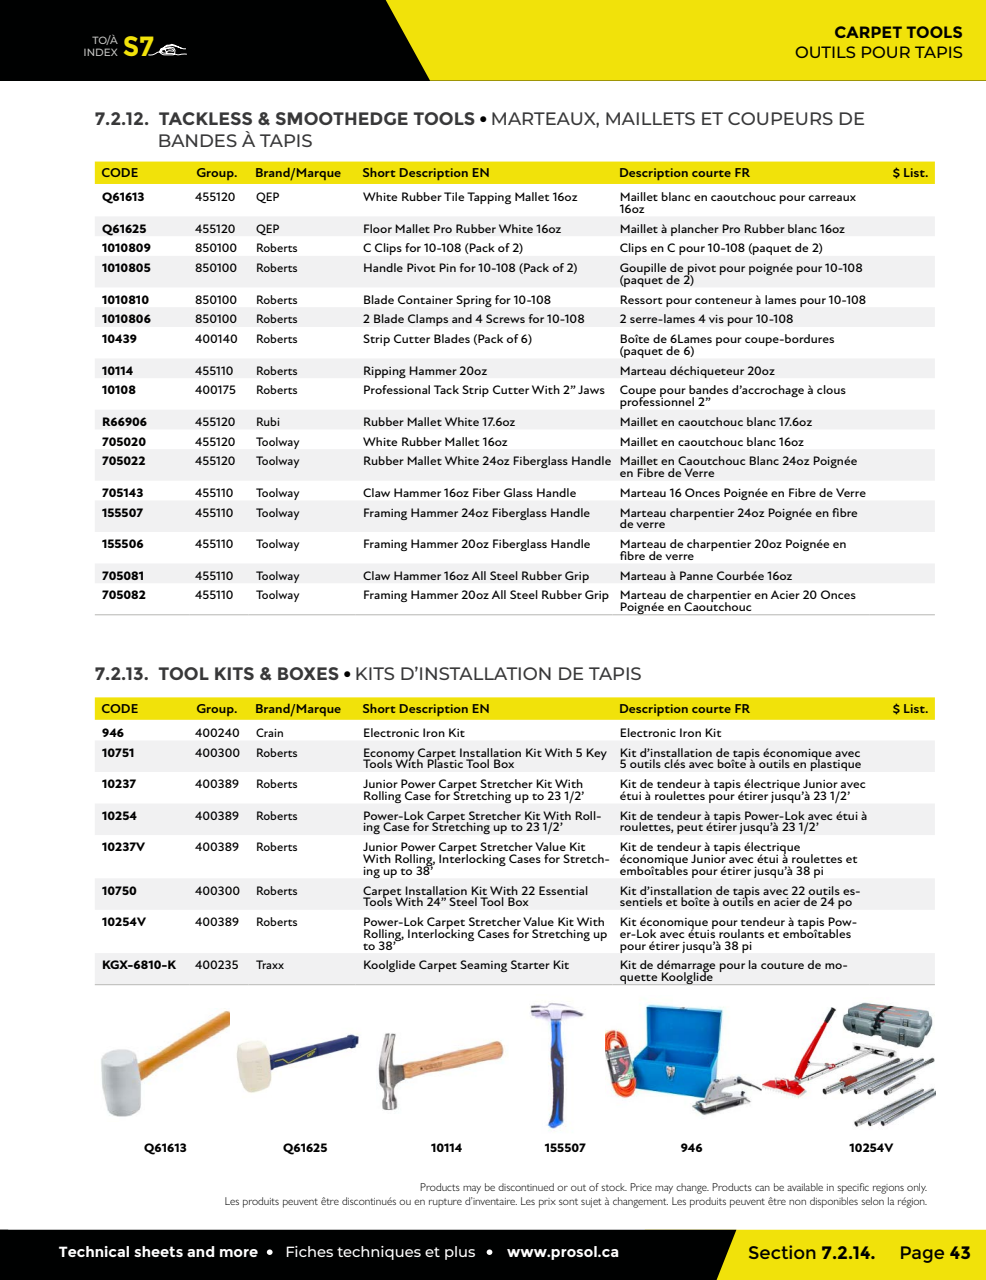 TO/À
INDEX S7
CARPET TOOLS
OUTILS POUR TAPIS
7.2.12. TACKLESS & SMOOTHEDGE TOOLS • MARTEAUX, MAILLETS ET COUPEURS DE
BANDES À TAPIS
CODE Group. Brand/Marque Short Description EN Description courte FR $ List.
Q61613 455120 QEP White Rubber Tile Tapping Mallet 16oz Maillet blanc en caoutchouc pour carreaux
16oz
Q61625 455120 QEP Floor Mallet Pro Rubber White 16oz Maillet à plancher Pro Rubber blanc 16oz
1010809 850100 Roberts C Clips for 10-108 (Pack of 2) Clips en C pour 10-108 (paquet de 2)
1010805 850100 Roberts Handle Pivot Pin for 10-108 (Pack of 2) Goupille de pivot pour poignée pour 10-108
(paquet de 2)
1010810 850100 Roberts Blade Container Spring for 10-108 Ressort pour conteneur à lames pour 10-108
1010806 850100 Roberts 2 Blade Clamps and 4 Screws for 10-108 2 serre-lames 4 vis pour 10-108
10439 400140 Roberts Strip Cutter Blades (Pack of 6) Boîte de 6Lames pour coupe-bordures
(paquet de 6)
10114 455110 Roberts Ripping Hammer 20oz Marteau déchiqueteur 20oz
10108 400175 Roberts Professional Tack Strip Cutter With 2” Jaws Coupe pour bandes d’accrochage à clous
professionnel 2”
R66906 455120 Rubi Rubber Mallet White 17.6oz Maillet en caoutchouc blanc 17.6oz
705020 455120 Toolway White Rubber Mallet 16oz Maillet en caoutchouc blanc 16oz
705022 455120 Toolway Rubber Mallet White 24oz Fiberglass Handle Maillet en Caoutchouc Blanc 24oz Poignée
en Fibre de Verre
705143 455110 Toolway Claw Hammer 16oz Fiber Glass Handle Marteau 16 Onces Poignée en Fibre de Verre
155507 455110 Toolway Framing Hammer 24oz Fiberglass Handle Marteau charpentier 24oz Poignée en fibre
de verre
155506 455110 Toolway Framing Hammer 20oz Fiberglass Handle Marteau de charpentier 20oz Poignée en
fibre de verre
705081 455110 Toolway Claw Hammer 16oz All Steel Rubber Grip Marteau à Panne Courbée 16oz
705082 455110 Toolway Framing Hammer 20oz All Steel Rubber Grip Marteau de charpentier en Acier 20 Onces
Poignée en Caoutchouc
7.2.13. TOOL KITS & BOXES • KITS D’INSTALLATION DE TAPIS
CODE Group. Brand/Marque Short Description EN Description courte FR $ List.
946 400240 Crain Electronic Iron Kit Electronic Iron Kit
10751 400300 Roberts Economy Carpet Installation Kit With 5 Key Kit d’installation de tapis économique avec
Tools With Plastic Tool Box 5 outils clés avec boîte à outils en plastique
10237 400389 Roberts Junior Power Carpet Stretcher Kit With Kit de tendeur à tapis électrique Junior avec
Rolling Case for Stretching up to 23 1/2’ étui à roulettes pour étirer jusqu’à 23 1/2’
10254 400389 Roberts Power-Lok Carpet Stretcher Kit With Roll- Kit de tendeur à tapis Power-Lok avec étui à
ing Case for Stretching up to 23 1/2’ roulettes, peut étirer jusqu’à 23 1/2’
10237V 400389 Roberts Junior Power Carpet Stretcher Value Kit Kit de tendeur à tapis électrique
With Rolling, Interlocking Cases for Stretch- économique Junior avec étui à roulettes et
ing up to 38’ emboîtables pour étirer jusqu’à 38 pi
10750 400300 Roberts Carpet Installation Kit With 22 Essential Kit d’installation de tapis avec 22 outils es-
Tools With 24” Steel Tool Box sentiels et boîte à outils en acier de 24 po
10254V 400389 Roberts Power-Lok Carpet Stretcher Value Kit With Kit économique pour tendeur à tapis Pow-
Rolling, Interlocking Cases for Stretching up er-Lok avec étuis roulants et emboîtables
to 38’ pour étirer jusqu’à 38 pi
KGX-6810-K 400235 Traxx Koolglide Carpet Seaming Starter Kit Kit de démarrage pour la couture de mo-
quette Koolglide
Q61613 Q61625 10114 155507 946 10254V
Products may be discontinued or out of stock. Price may change. Products can be available in specific regions only.
Les produits peuvent être discontinués ou en rupture d’inventaire. Les prix sont sujet à changement. Les produits peuvent être non disponibles selon la région.
Technical sheets and more • Fiches techniques et plus • www.prosol.ca
Section 7.2.14. Page 43